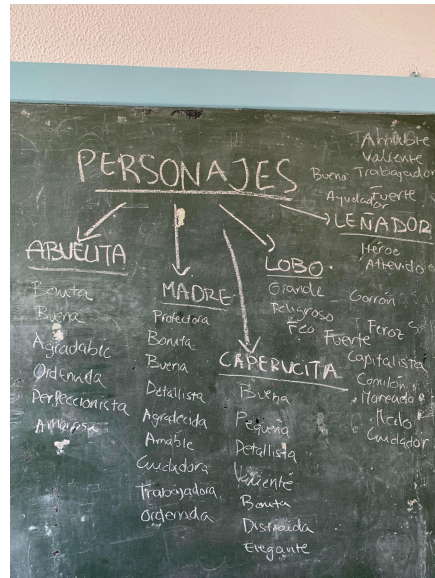 PERSONAJES
Amable
Valiente
Bueno Trabajador
Fuerte
Ayudador
LEÑADOR
Héroe
Atrevido
ABUELITA
Bonita
Buena
Agradable
Ordenada
Perfeccionista
Amorosa
MADRE
Protectora
Bonita
Buena
Detallista
Agradecida
Amable
Cuidadora
Trabajadora
Ordenada
LOBO
Grande
Peligroso
Feo
Gorrón
Feroz
Fuerte
Capitalista
Comilón
Mareado
Cuidador
CAPERUCITA
Buena
Pequeña
Detallista
Valiente
Bonita
Distraida
Elegante